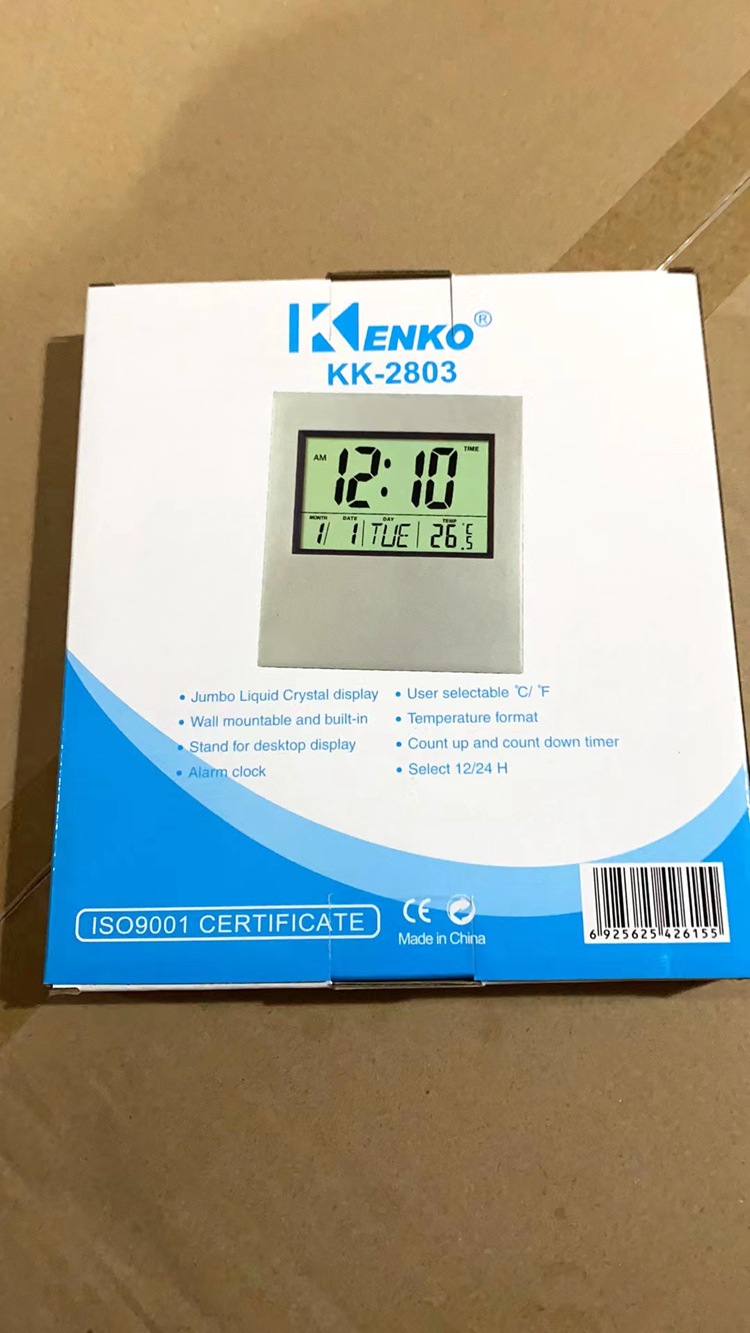 KENKO®
KK-2803
AM 12:10 TIME
MONTH DATE DAY TEMP
1/ 1 TUE 26.5 °C
• Jumbo Liquid Crystal display
• Wall mountable and built-in
• Stand for desktop display
• Alarm clock
• User selectable °C/ °F
• Temperature format
• Count up and count down timer
• Select 12/24 H
ISO9001 CERTIFICATE
CE
Made in China
6 925625 426155